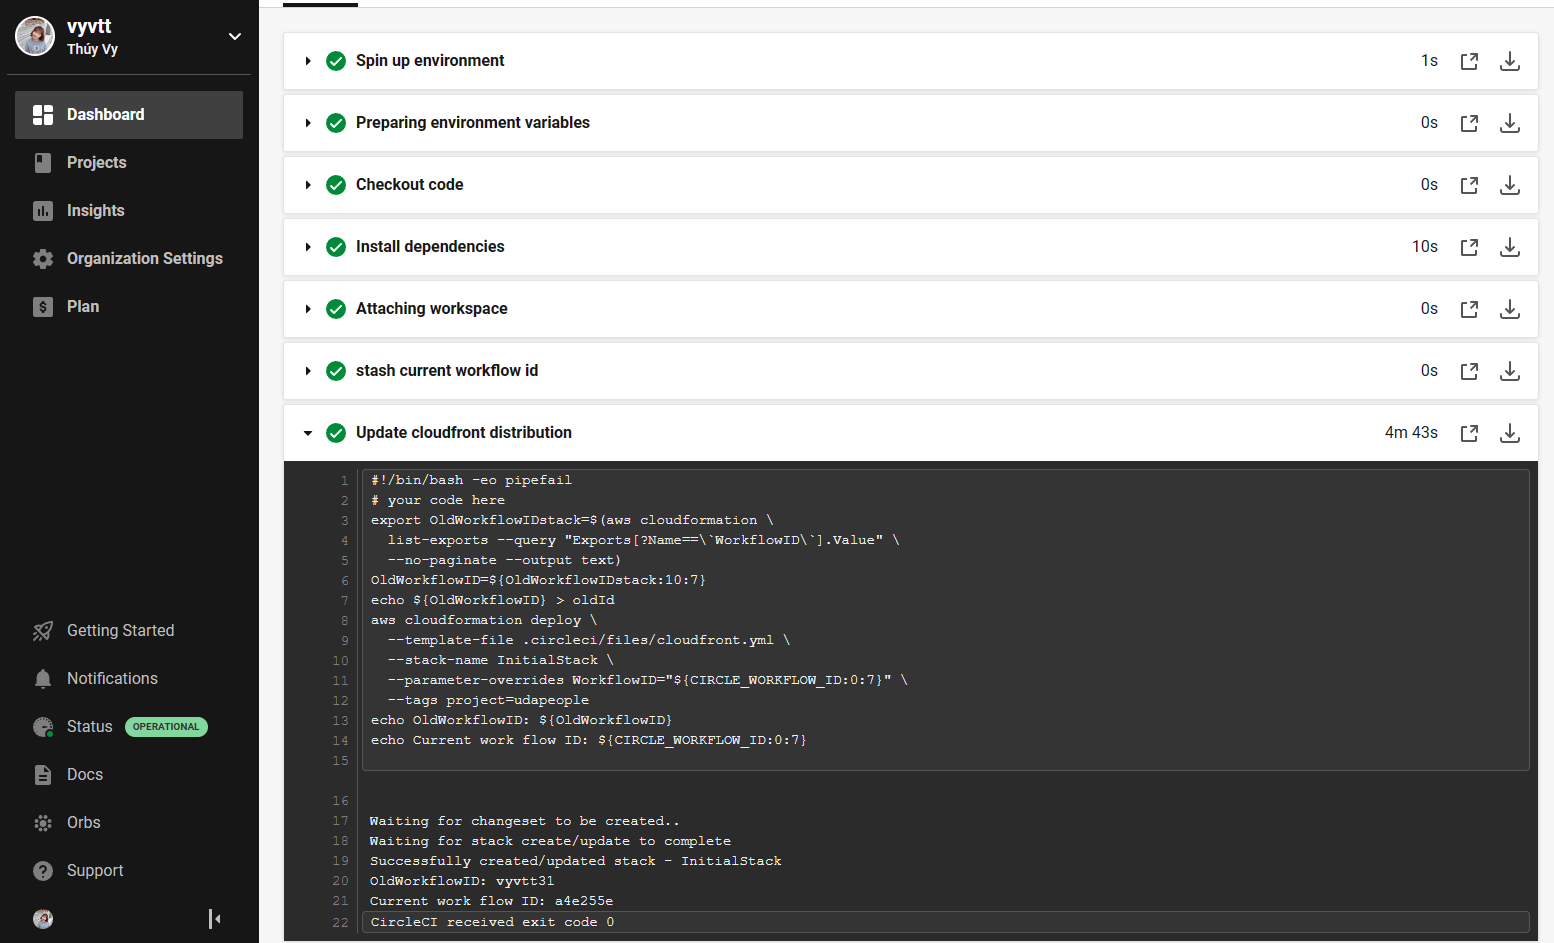 vyvtt
Thúy Vy
Dashboard
Projects
Insights
Organization Settings
Plan
Getting Started
Notifications
Status OPERATIONAL
Docs
Orbs
Support
Spin up environment 1s
Preparing environment variables 0s
Checkout code 0s
Install dependencies 10s
Attaching workspace 0s
stash current workflow id 0s
Update cloudfront distribution 4m 43s
1 #!/bin/bash -eo pipefail
2 # your code here
3 export OldWorkflowIDstack=$(aws cloudformation \
4 list-exports --query "Exports[?Name==\`WorkflowID\`].Value" \
5 --no-paginate --output text)
6 OldWorkflowID=${OldWorkflowIDstack:10:7}
7 echo ${OldWorkflowID} > oldId
8 aws cloudformation deploy \
9 --template-file .circleci/files/cloudfront.yml \
10 --stack-name InitialStack \
11 --parameter-overrides WorkflowID="${CIRCLE_WORKFLOW_ID:0:7}" \
12 --tags project=udapeople
13 echo OldWorkflowID: ${OldWorkflowID}
14 echo Current work flow ID: ${CIRCLE_WORKFLOW_ID:0:7}
15
16
17 Waiting for changeset to be created..
18 Waiting for stack create/update to complete
19 Successfully created/updated stack - InitialStack
20 OldWorkflowID: vyvtt31
21 Current work flow ID: a4e255e
22 CircleCI received exit code 0